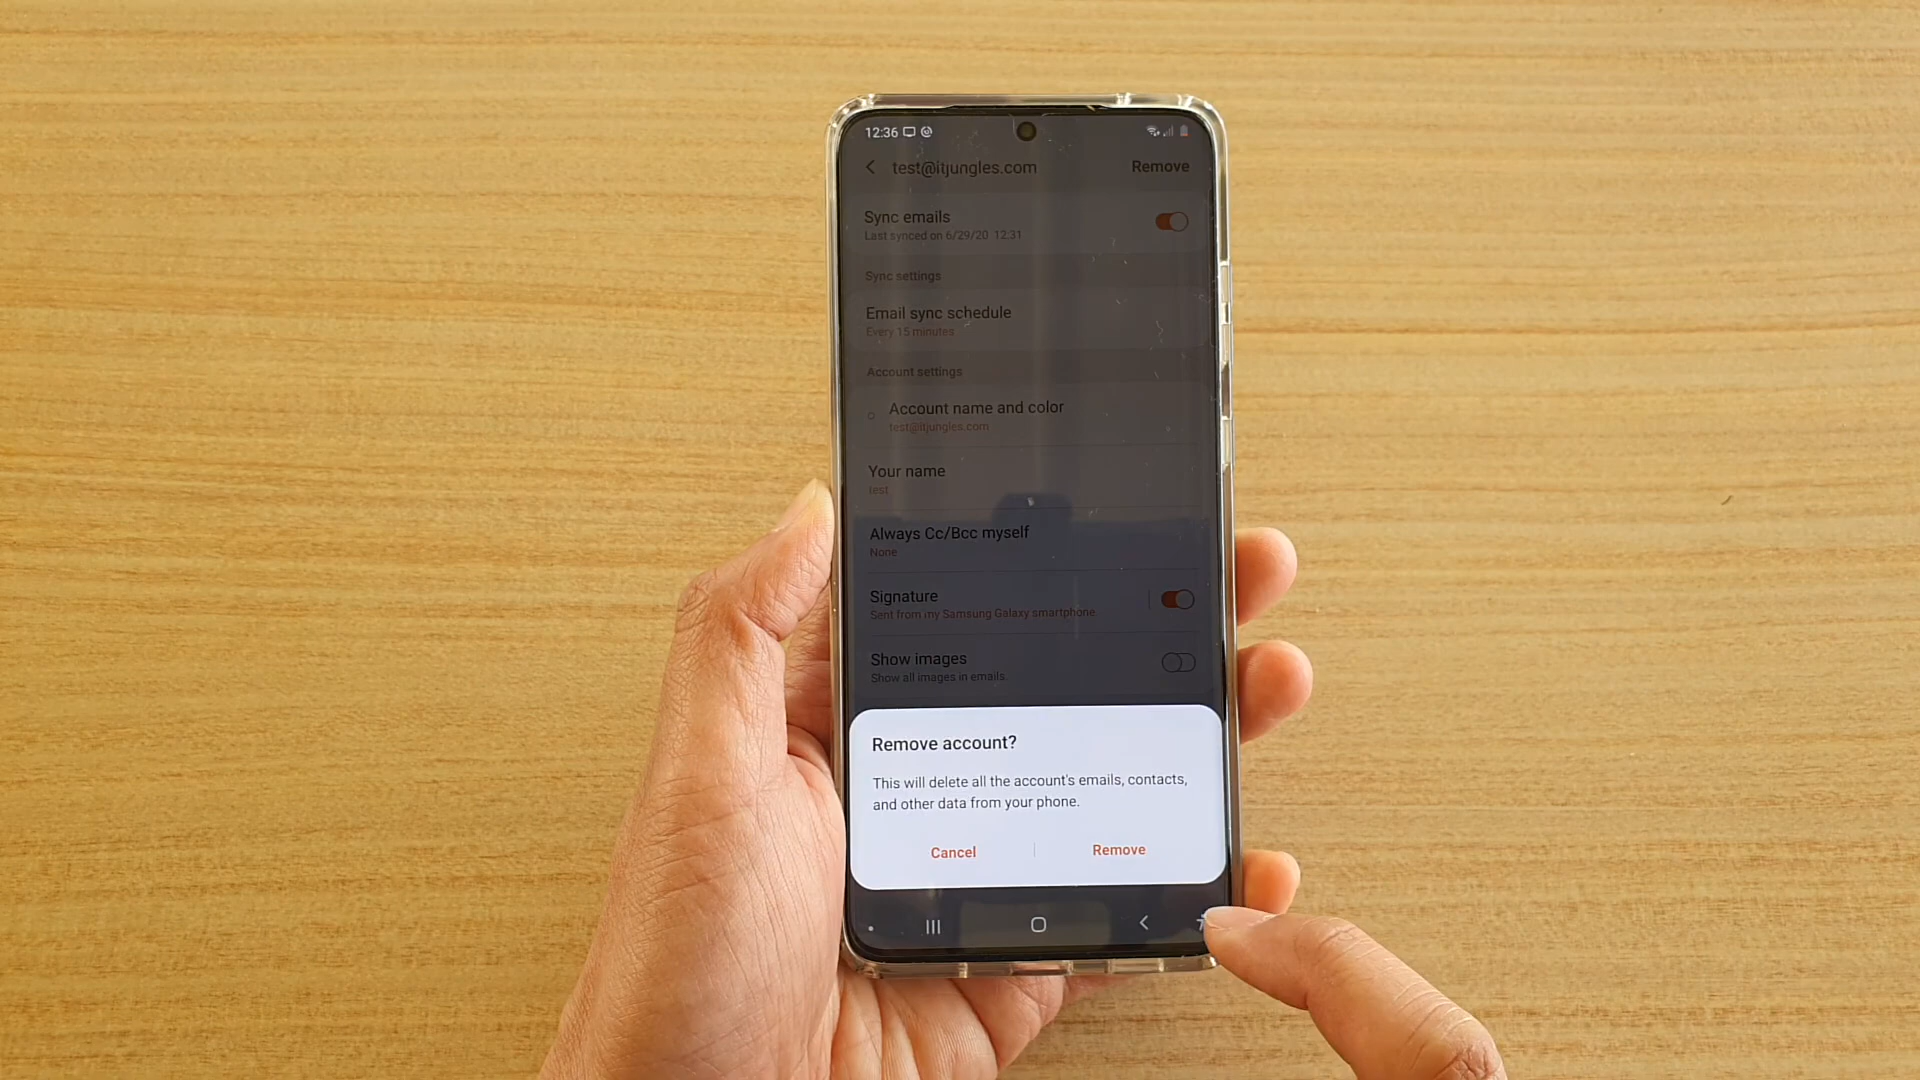 12:36
test@itjungles.com Remove
Sync emails
Last synced on 6/29/20 12:31
Sync settings
Email sync schedule
Every 15 minutes
Account settings
Account name and color
test@itjungles.com
Your name
test
Always Cc/Bcc myself
None
Signature
Sent from my Samsung Galaxy smartphone
Show images
Show all images in emails.
Remove account?
This will delete all the account's emails, contacts,
and other data from your phone.
Cancel Remove